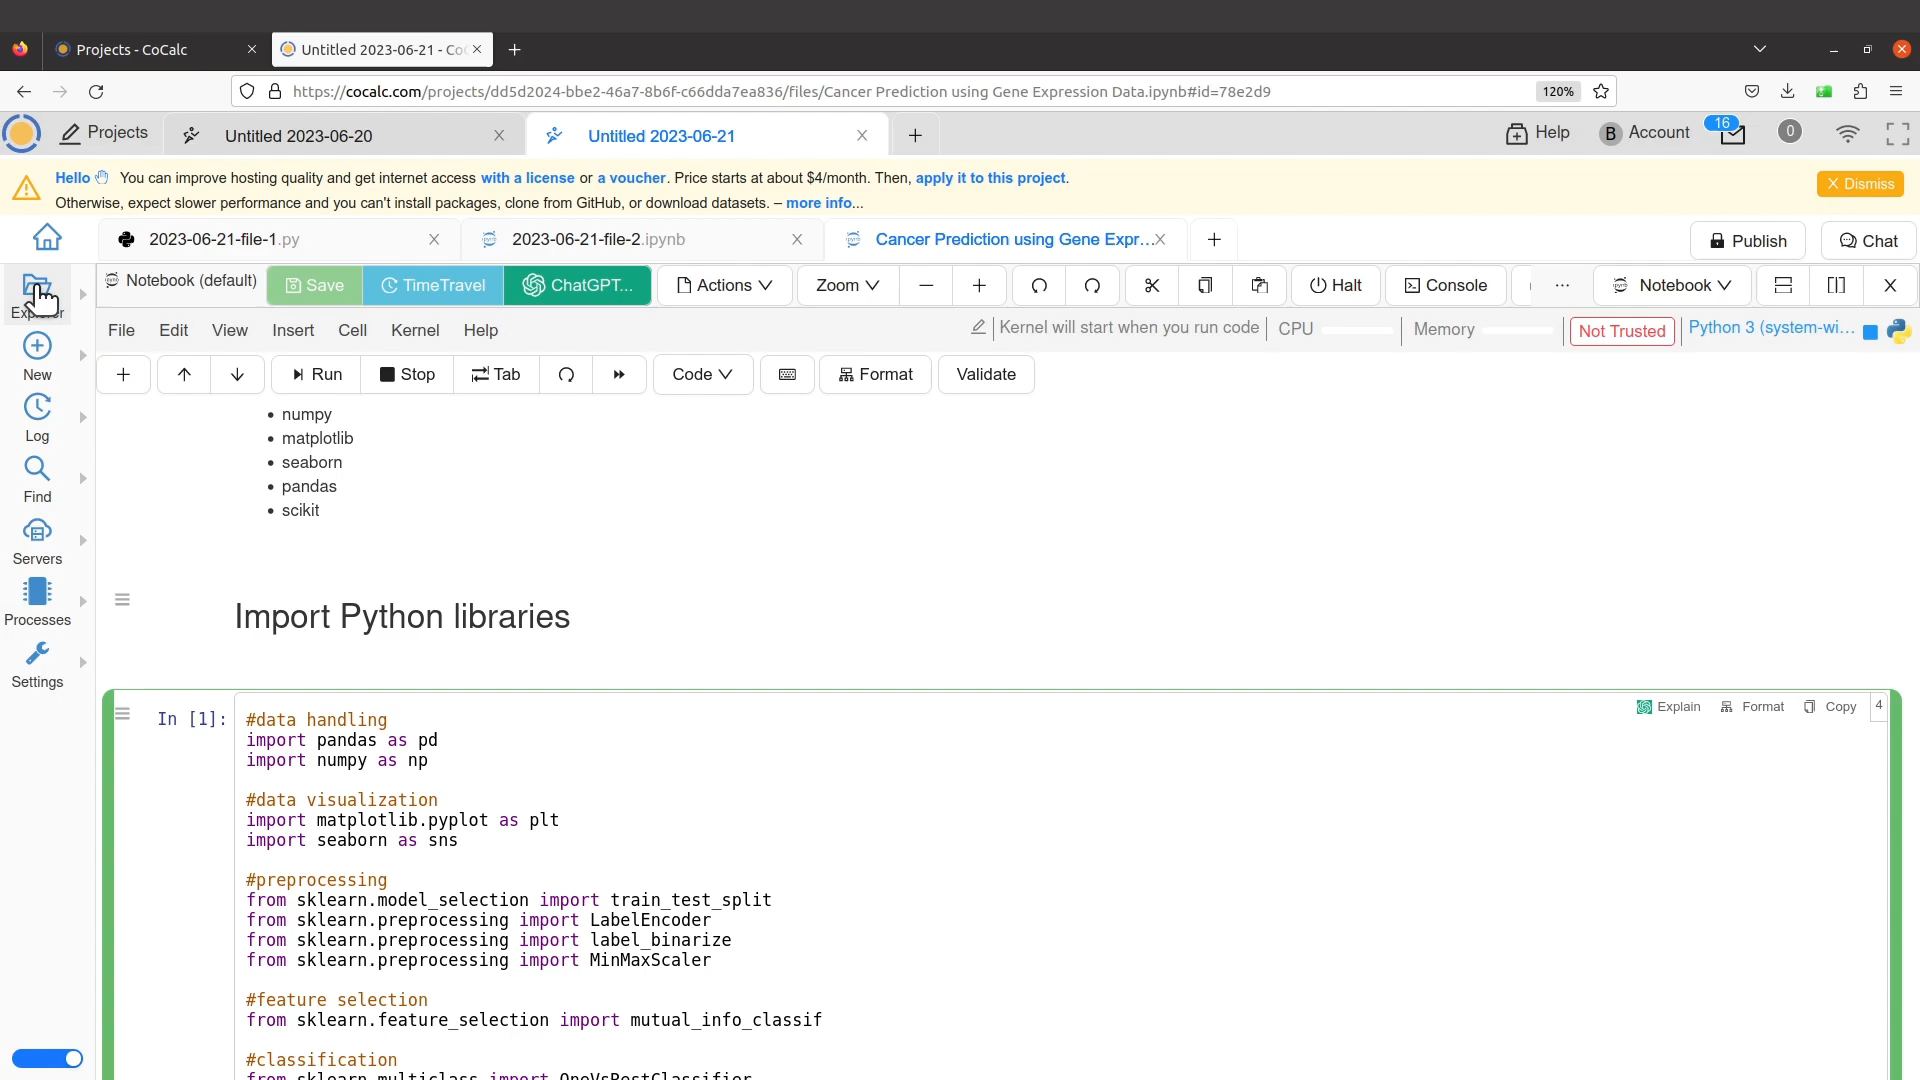 Projects - CoCalc
Untitled 2023-06-21 - CoC
https://cocalc.com/projects/dd5d2024-bbe2-46a7-8b6f-c66dda7ea836/files/Cancer Prediction using Gene Expression Data.ipynb#id=78e2d9
120%
Projects
Untitled 2023-06-20
Untitled 2023-06-21
Help
B Account
16
0
Hello You can improve hosting quality and get internet access with a license or a voucher. Price starts at about $4/month. Then, apply it to this project.
Otherwise, expect slower performance and you can't install packages, clone from GitHub, or download datasets. – more info...
Dismiss
2023-06-21-file-1.py
2023-06-21-file-2.ipynb
Cancer Prediction using Gene Expr...
Publish
Chat
Explorer
New
Log
Find
Servers
Processes
Settings
Notebook (default)
Save
TimeTravel
ChatGPT...
Actions
Zoom
Halt
Console
...
Notebook
File Edit View Insert Cell Kernel Help
Kernel will start when you run code
CPU
Memory
Not Trusted
Python 3 (system-wi...
Run
Stop
Tab
Code
Format
Validate
• numpy
• matplotlib
• seaborn
• pandas
• scikit
Import Python libraries
Explain
Format
Copy
4
In [1]:
#data handling
import pandas as pd
import numpy as np
#data visualization
import matplotlib.pyplot as plt
import seaborn as sns
#preprocessing
from sklearn.model_selection import train_test_split
from sklearn.preprocessing import LabelEncoder
from sklearn.preprocessing import label_binarize
from sklearn.preprocessing import MinMaxScaler
#feature selection
from sklearn.feature_selection import mutual_info_classif
#classification
from sklearn.multiclass import OneVsRestClassifier